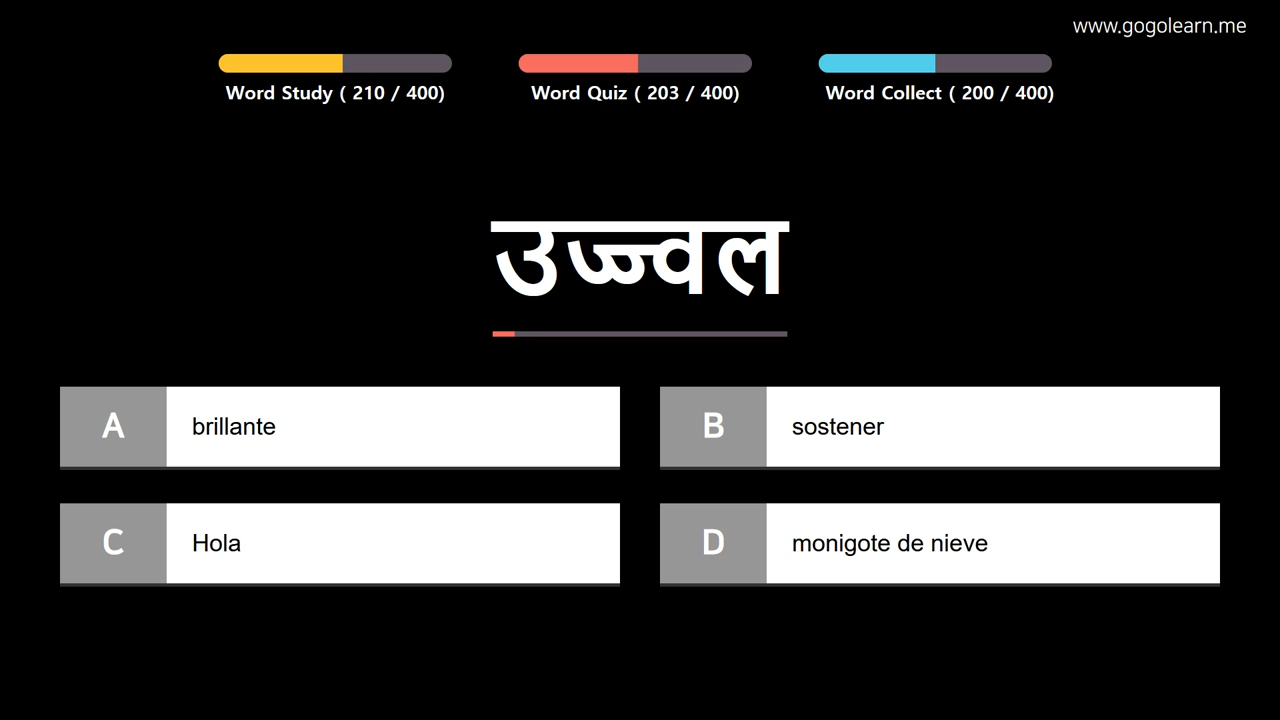 www.gogolearn.me
Word Study ( 210 / 400)
Word Quiz ( 203 / 400)
Word Collect ( 200 / 400)
उज्ज्वल
A
brillante
B
sostener
C
Hola
D
monigote de nieve